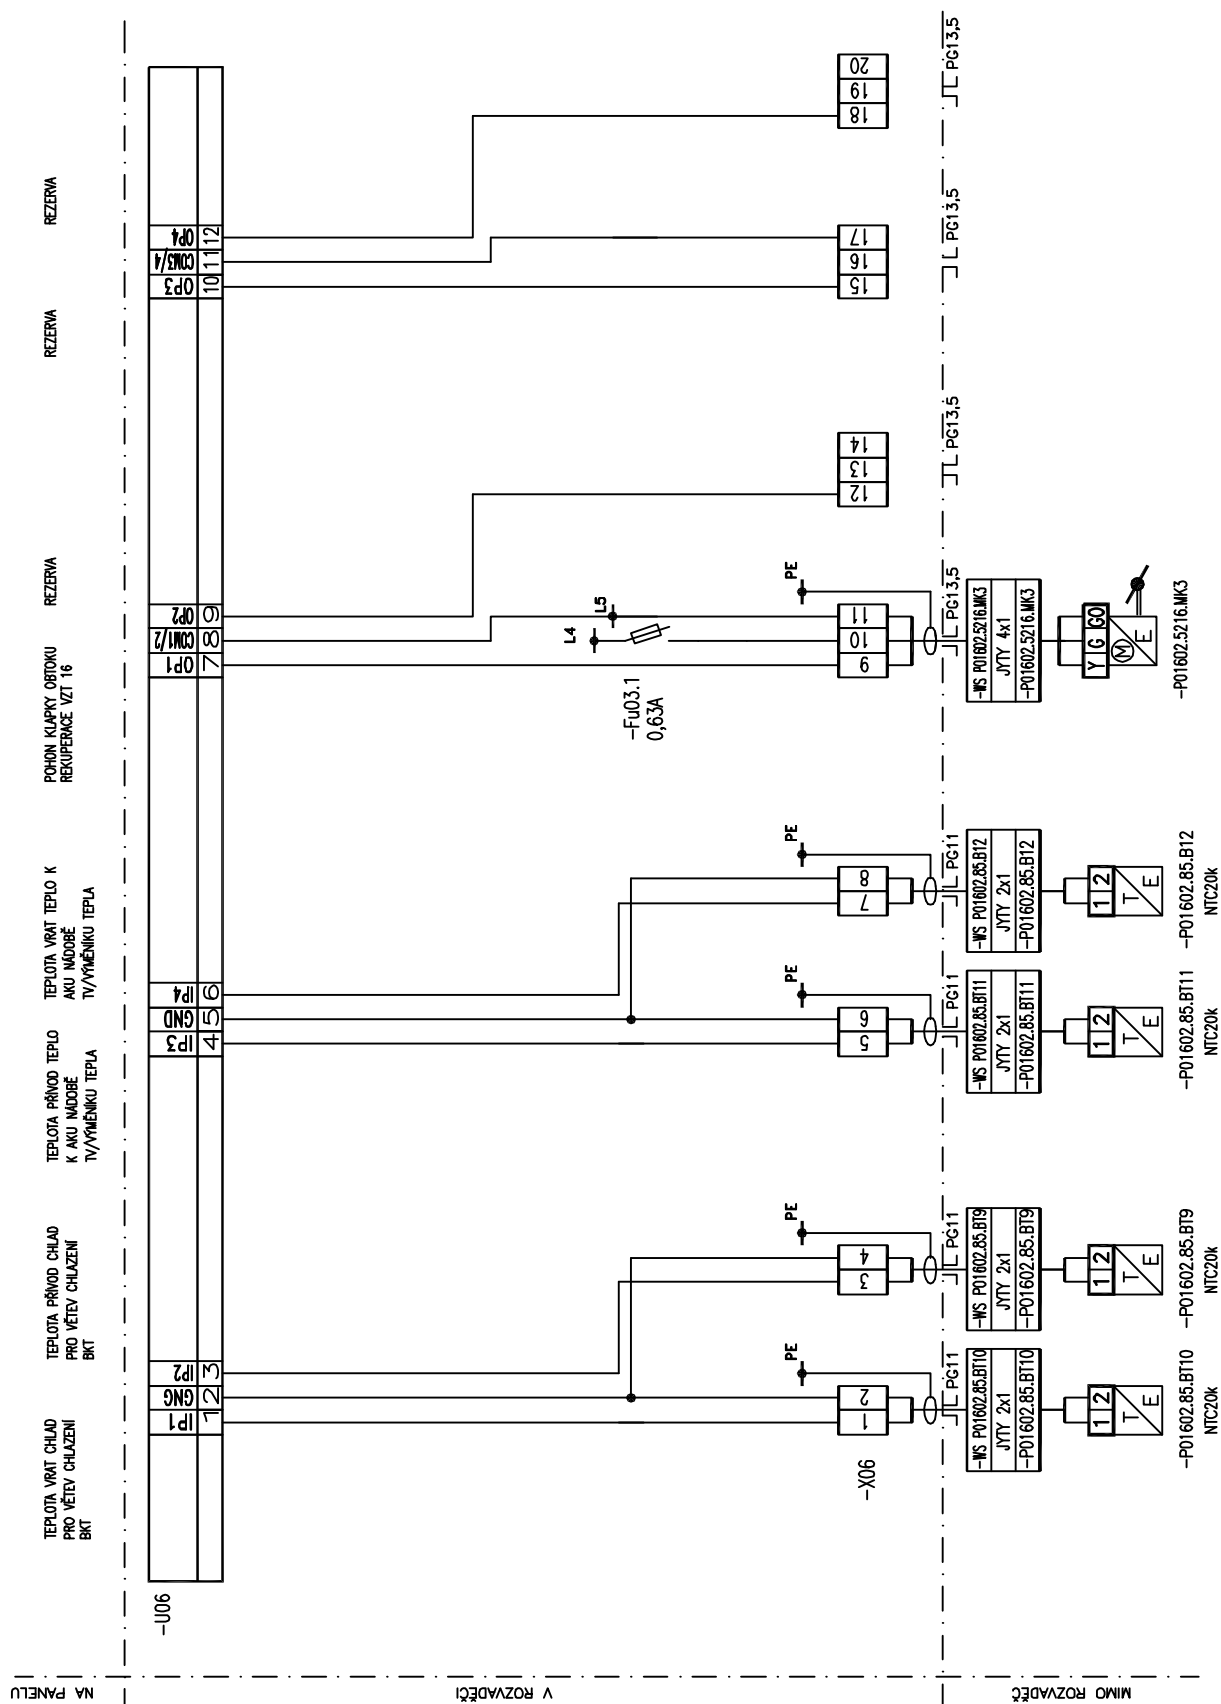 NA PANELU
V ROZVADĚČI
MIMO ROZVADĚČ
TEPLOTA VRAT CHLAD
PRO VĚTEV CHLAZENÍ
BKT
TEPLOTA PŘÍVOD CHLAD
PRO VĚTEV CHLAZENÍ
BKT
TEPLOTA PŘÍVOD TEPLO
K AKU NÁDOBĚ
TV/VÝMĚNÍKU TEPLA
TEPLOTA VRAT TEPLO K
AKU NÁDOBĚ
TV/VÝMĚNÍKU TEPLA
POHON KLAPKY OBTOKU
REKUPERACE VZT 16
REZERVA
REZERVA
REZERVA
-U06
IP1 GNG IP2 IP3 GND IP4 OP1 COM1/2 OP2 OP3 COM3/4 OP4
1 2 3 4 5 6 7 8 9 10 11 12
L4
L5
-Fu03.1
0,63A
PE PE PE PE PE
-X06
1 2 3 4 5 6 7 8 9 10 11 12 13 14 15 16 17 18 19 20
PG11 PG11 PG11 PG11 PG13,5 PG13,5 PG13,5 PG13,5
-WS P01602.85.BT10
JYTY 2x1
-P01602.85.BT10
-WS P01602.85.BT9
JYTY 2x1
-P01602.85.BT9
-WS P01602.85.BT11
JYTY 2x1
-P01602.85.BT11
-WS P01602.85.B12
JYTY 2x1
-P01602.85.B12
-WS P01602.5216.MK3
JYTY 4x1
-P01602.5216.MK3
1 2
T E
1 2
T E
1 2
T E
1 2
T E
Y G GO
M E
-P01602.85.BT10
NTC20k
-P01602.85.BT9
NTC20k
-P01602.85.BT11
NTC20k
-P01602.85.B12
NTC20k
-P01602.5216.MK3